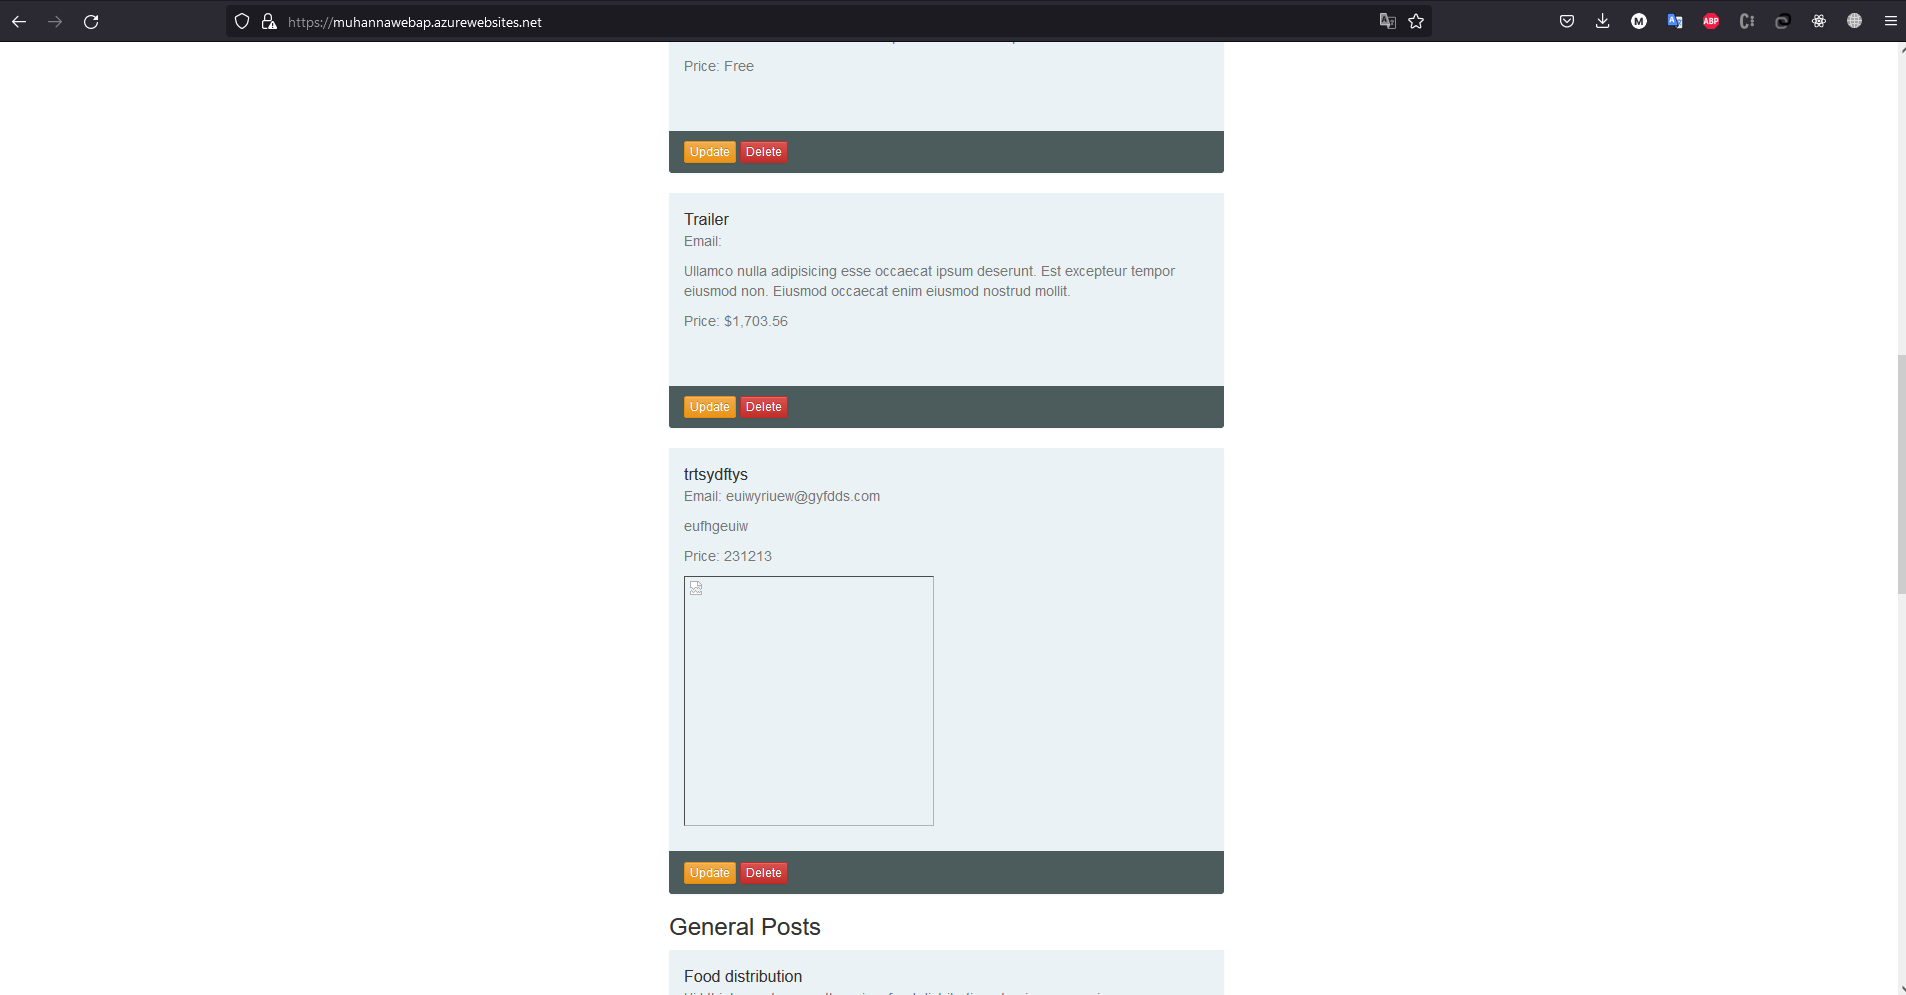 https://muhannawebap.azurewebsites.net
M
ABP
Price: Free
Update Delete
Trailer
Email:
Ullamco nulla adipisicing esse occaecat ipsum deserunt. Est excepteur tempor
eiusmod non. Eiusmod occaecat enim eiusmod nostrud mollit.
Price: $1,703.56
Update Delete
trtsydftys
Email: euiwyriuew@gyfdds.com
eufhgeuiw
Price: 231213
Update Delete
General Posts
Food distribution